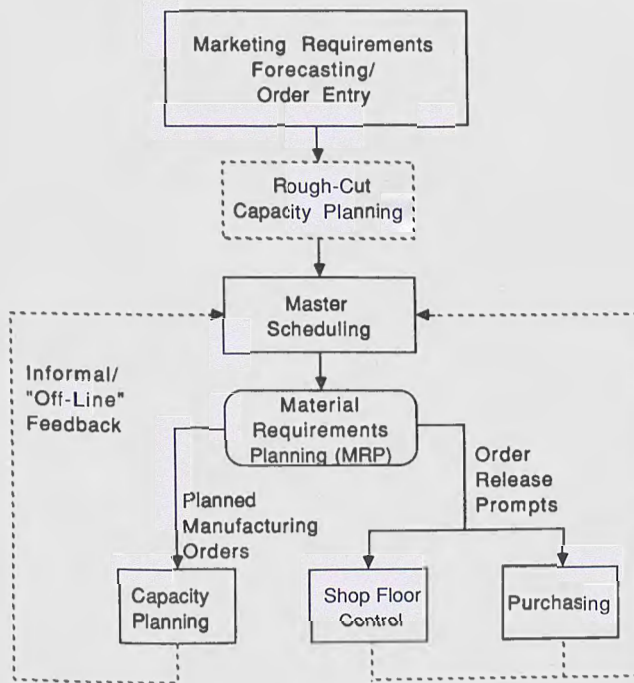 Marketing Requirements
Forecasting/
Order Entry
Rough-Cut
Capacity Planning
Master
Scheduling
Informal/
"Off-Line"
Feedback
Material
Requirements
Planning (MRP)
Order
Release
Prompts
Planned
Manufacturing
Orders
Capacity
Planning
Shop Floor
Control
Purchasing